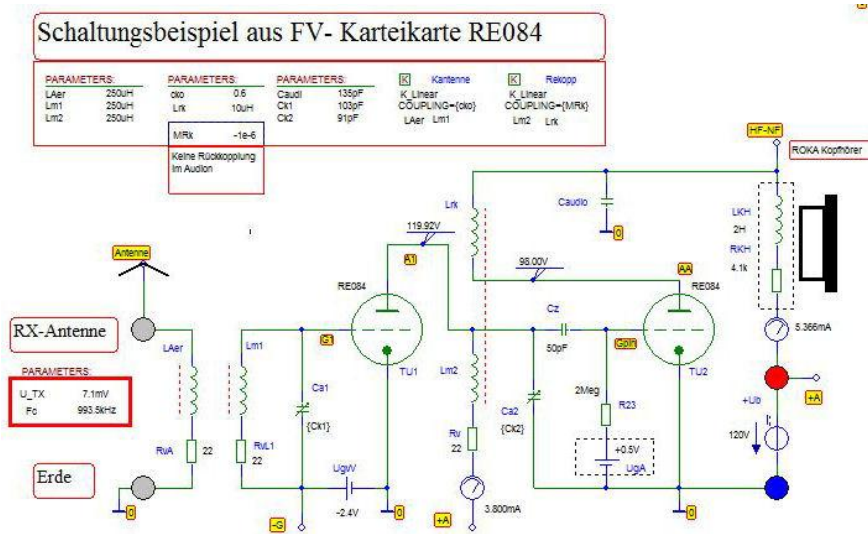 Schaltungsbeispiel aus FV- Karteikarte RE084
PARAMETERS:
LAer 250uH
Lm1 250uH
Lm2 250uH
PARAMETERS:
cko 0.6
Lrk 10uH
MRk -1e-6
Keine Rückkopplung
im Audion
PARAMETERS:
Caudi 135pF
Ck1 103pF
Ck2 91pF
K Kantenne
K_Linear
COUPLING={cko}
LAer Lm1
K Rekopp
K_Linear
COUPLING={MRk}
Lm2 Lrk
HF-NF
ROKA Kopfhörer
Lrk
Caudio
0
LKH
2H
RKH
4.1k
119.92V
A1
98.00V
AA
Antenne
RE084
RE084
Cz
50pF
5.366mA
RX-Antenne
LAer
Lm1
G1
TU1
Lm2
Gpin
TU2
PARAMETERS:
U_TX 7.1mV
Fc 993.5kHz
Ca1
{Ck1}
2Meg
R23
+A
+Ub
120V
RvA 22
RvL1
22
Rv
22
Ca2
{Ck2}
+0.5V
UgA
Erde
UgW
-2.4V
3.800mA
0
-G
0
+A
0